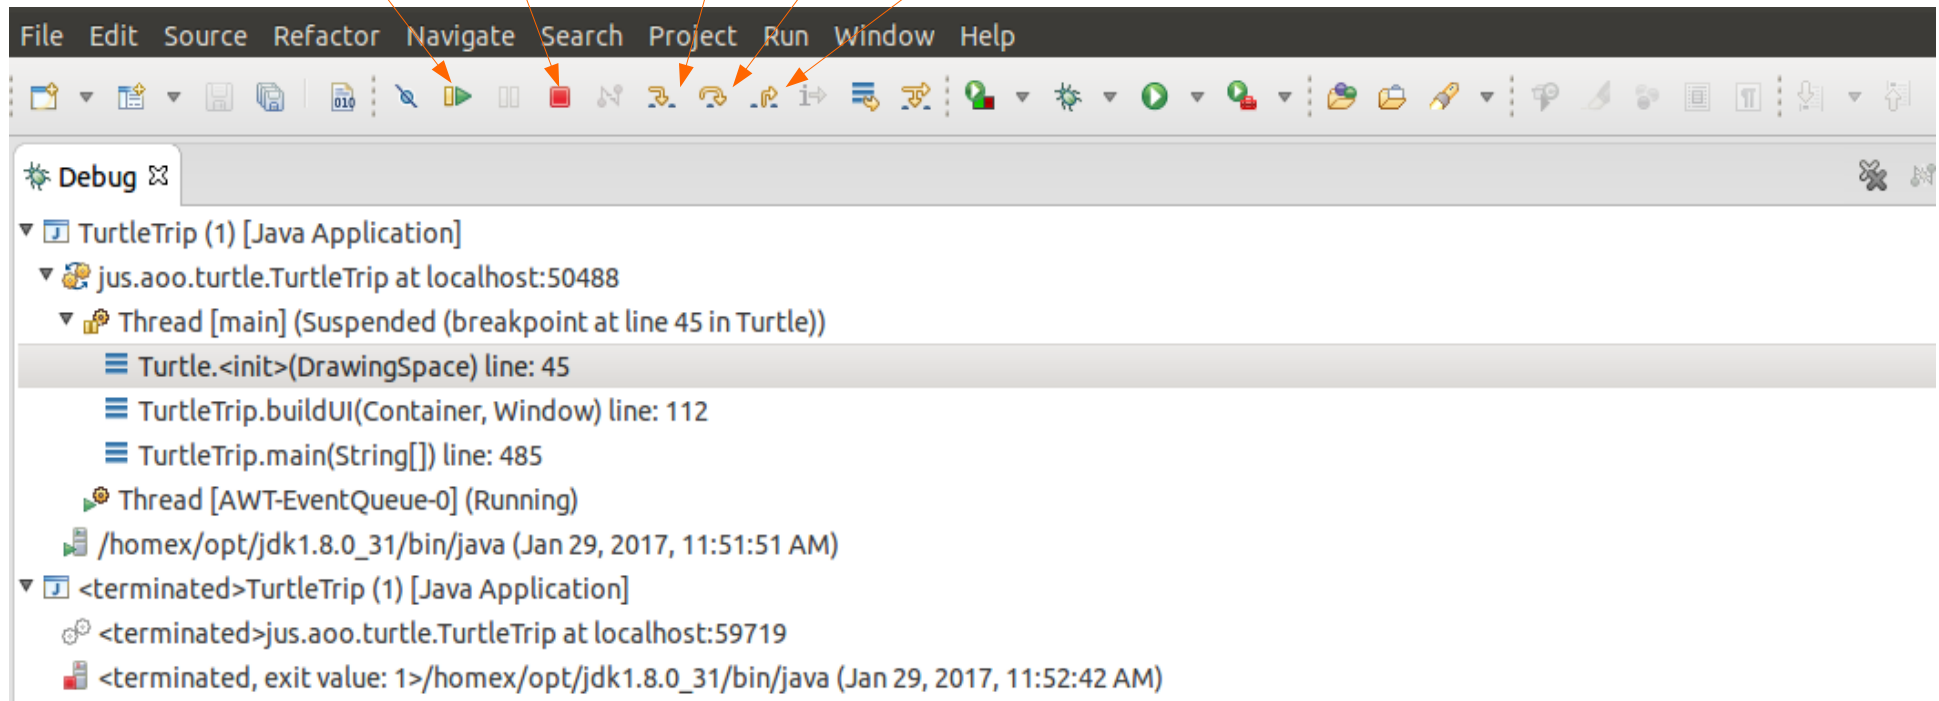 File Edit Source Refactor Navigate Search Project Run Window Help
010
Debug
TurtleTrip (1) [Java Application]
jus.aoo.turtle.TurtleTrip at localhost:50488
Thread [main] (Suspended (breakpoint at line 45 in Turtle))
Turtle.<init>(DrawingSpace) line: 45
TurtleTrip.buildUI(Container, Window) line: 112
TurtleTrip.main(String[]) line: 485
Thread [AWT-EventQueue-0] (Running)
/homex/opt/jdk1.8.0_31/bin/java (Jan 29, 2017, 11:51:51 AM)
<terminated>TurtleTrip (1) [Java Application]
<terminated>jus.aoo.turtle.TurtleTrip at localhost:59719
<terminated, exit value: 1>/homex/opt/jdk1.8.0_31/bin/java (Jan 29, 2017, 11:52:42 AM)